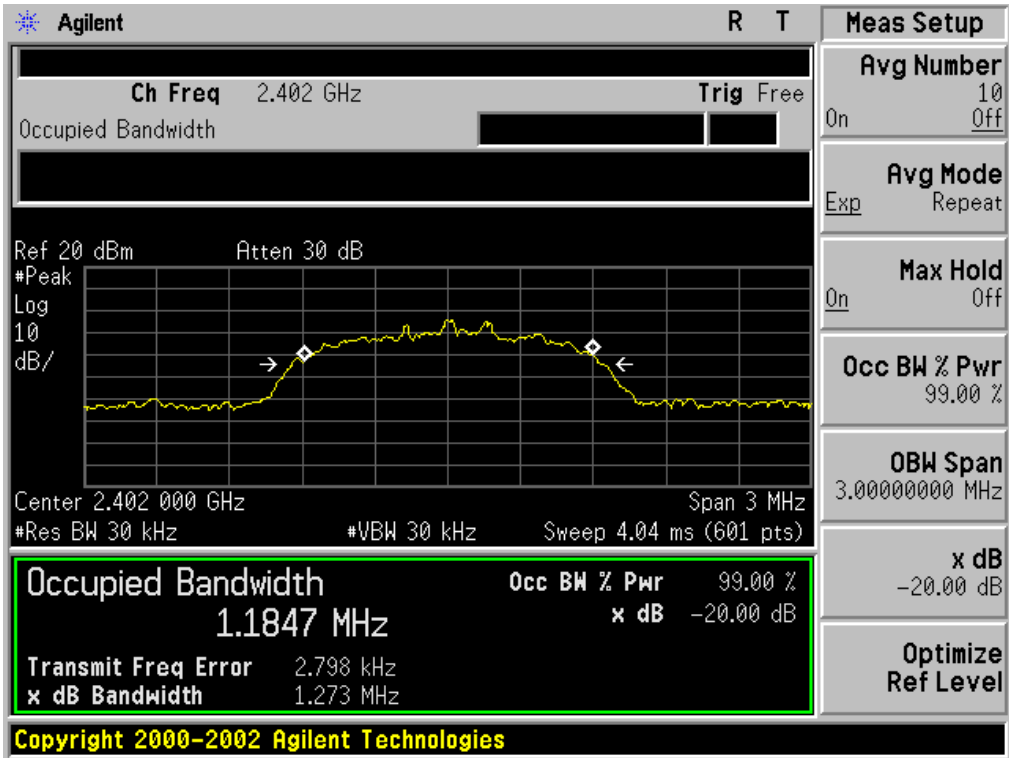 Agilent R T
Ch Freq 2.402 GHz Trig Free
Occupied Bandwidth
Ref 20 dBm Atten 30 dB
#Peak
Log
10
dB/
Center 2.402 000 GHz Span 3 MHz
#Res BW 30 kHz #VBW 30 kHz Sweep 4.04 ms (601 pts)
Occupied Bandwidth Occ BW % Pwr 99.00 %
1.1847 MHz x dB -20.00 dB
Transmit Freq Error 2.798 kHz
x dB Bandwidth 1.273 MHz
Copyright 2000-2002 Agilent Technologies
Meas Setup
Avg Number
10
On Off
Avg Mode
Exp Repeat
Max Hold
On Off
Occ BW % Pwr
99.00 %
OBW Span
3.00000000 MHz
x dB
-20.00 dB
Optimize
Ref Level